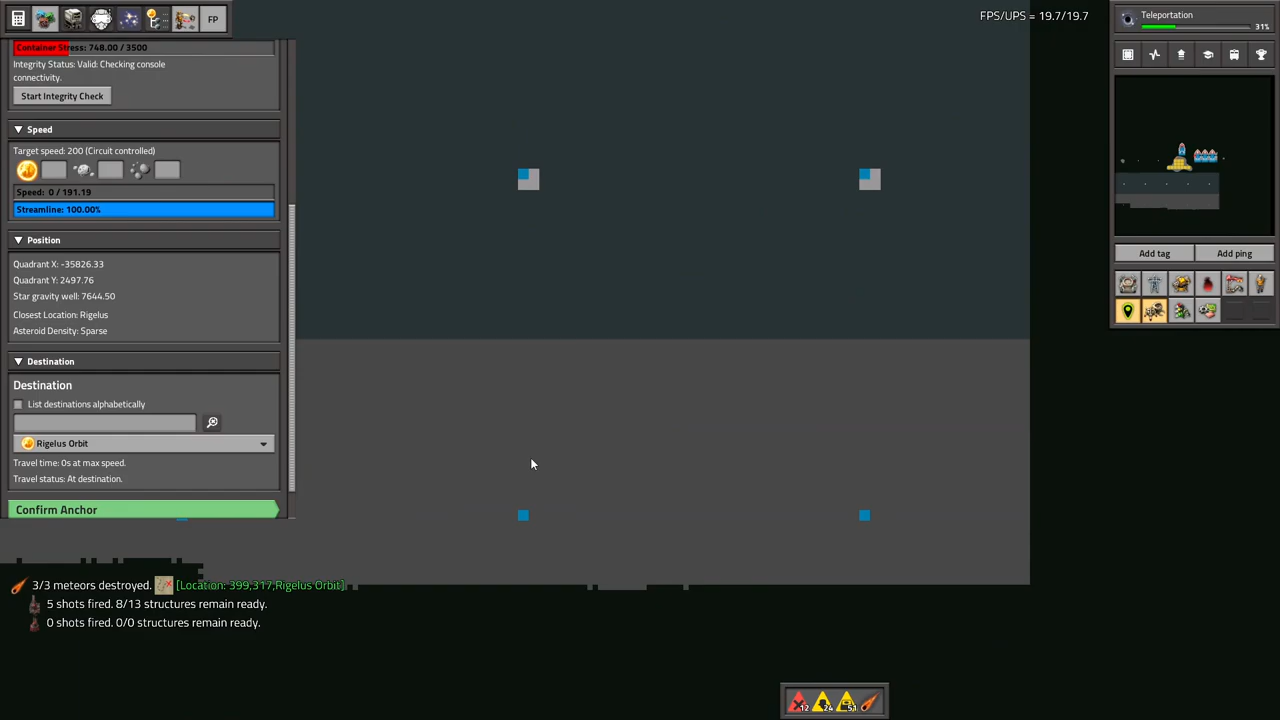 FP
FPS/UPS = 19.7/19.7
Teleportation
31%
Container Stress: 748.00 / 3500
Integrity Status: Valid: Checking console
connectivity.
Start Integrity Check
Speed
Target speed: 200 (Circuit controlled)
Speed: 0 / 191.19
Streamline: 100.00%
Position
Quadrant X: -35826.33
Quadrant Y: 2497.76
Star gravity well: 7644.50
Closest Location: Rigelus
Asteroid Density: Sparse
Destination
Destination
List destinations alphabetically
Rigelus Orbit
Travel time: 0s at max speed.
Travel status: At destination.
Confirm Anchor
Add tag
Add ping
3/3 meteors destroyed. [Location: 399,317,Rigelus Orbit]
5 shots fired. 8/13 structures remain ready.
0 shots fired. 0/0 structures remain ready.
12
24
51